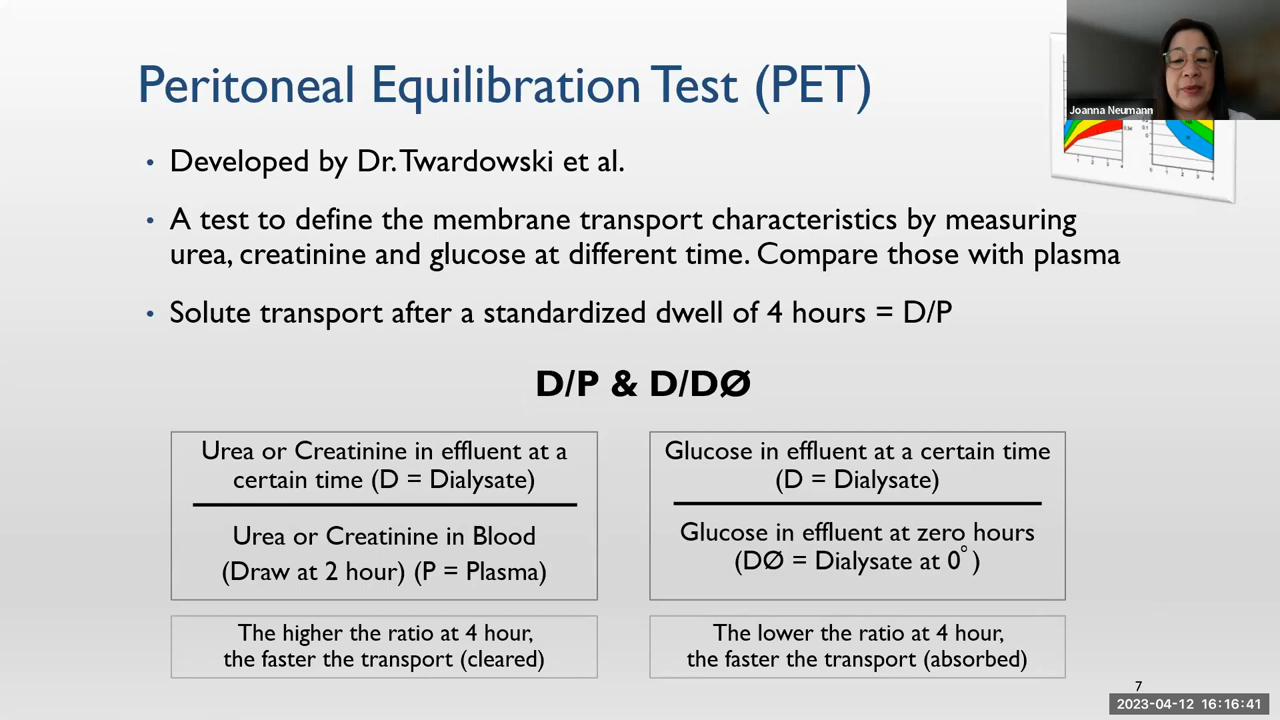 Peritoneal Equilibration Test (PET)
Joanna Neumann
• Developed by Dr. Twardowski et al.
• A test to define the membrane transport characteristics by measuring
urea, creatinine and glucose at different time. Compare those with plasma
• Solute transport after a standardized dwell of 4 hours = D/P
D/P & D/DØ
Urea or Creatinine in effluent at a
certain time (D = Dialysate)
Urea or Creatinine in Blood
(Draw at 2 hour) (P = Plasma)
The higher the ratio at 4 hour,
the faster the transport (cleared)
Glucose in effluent at a certain time
(D = Dialysate)
Glucose in effluent at zero hours
(DØ = Dialysate at 0°)
The lower the ratio at 4 hour,
the faster the transport (absorbed)
7
2023-04-12 16:16:41